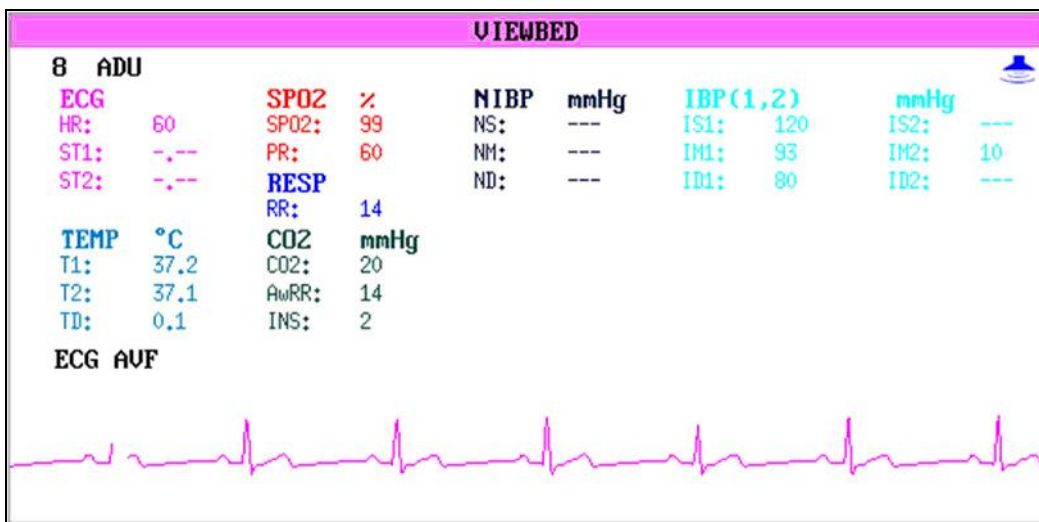 VIEWBED
8 ADU
ECG SPO2 % NIBP mmHg IBP(1,2) mmHg
HR: 60 SPO2: 99 NS: --- IS1: 120 IS2: ---
ST1: -.-- PR: 60 NM: --- IM1: 93 IM2: 10
ST2: -.-- RESP ND: --- ID1: 80 ID2: ---
RR: 14
TEMP °C CO2 mmHg
T1: 37.2 CO2: 20
T2: 37.1 AwRR: 14
TD: 0.1 INS: 2
ECG AVF